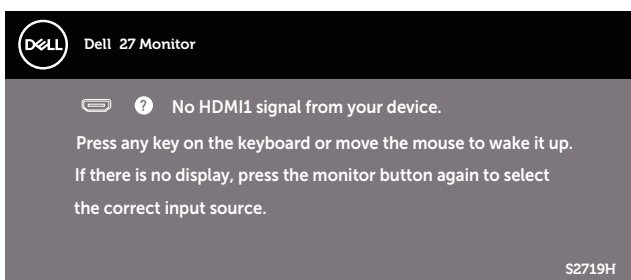 DELL
Dell 27 Monitor
? No HDMI1 signal from your device.
Press any key on the keyboard or move the mouse to wake it up.
If there is no display, press the monitor button again to select
the correct input source.
S2719H